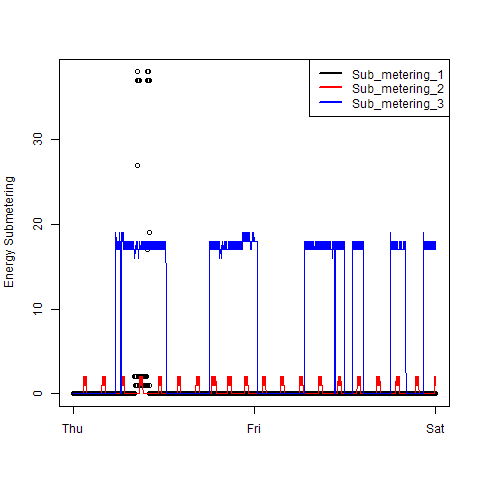 Sub_metering_1
Sub_metering_2
Sub_metering_3
Energy Submetering
30
20
10
0
Thu Fri Sat